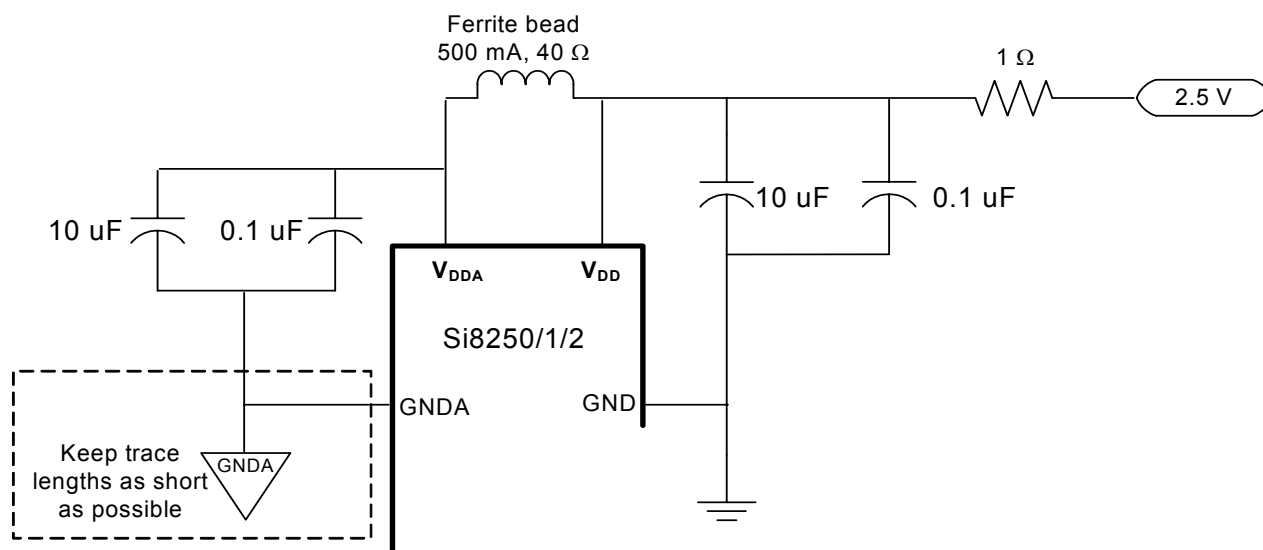 Ferrite bead
500 mA, 40 Ω
1 Ω
2.5 V
10 uF
0.1 uF
10 uF
0.1 uF
VDDA
VDD
Si8250/1/2
GNDA
GND
Keep trace
lengths as short
as possible
GNDA